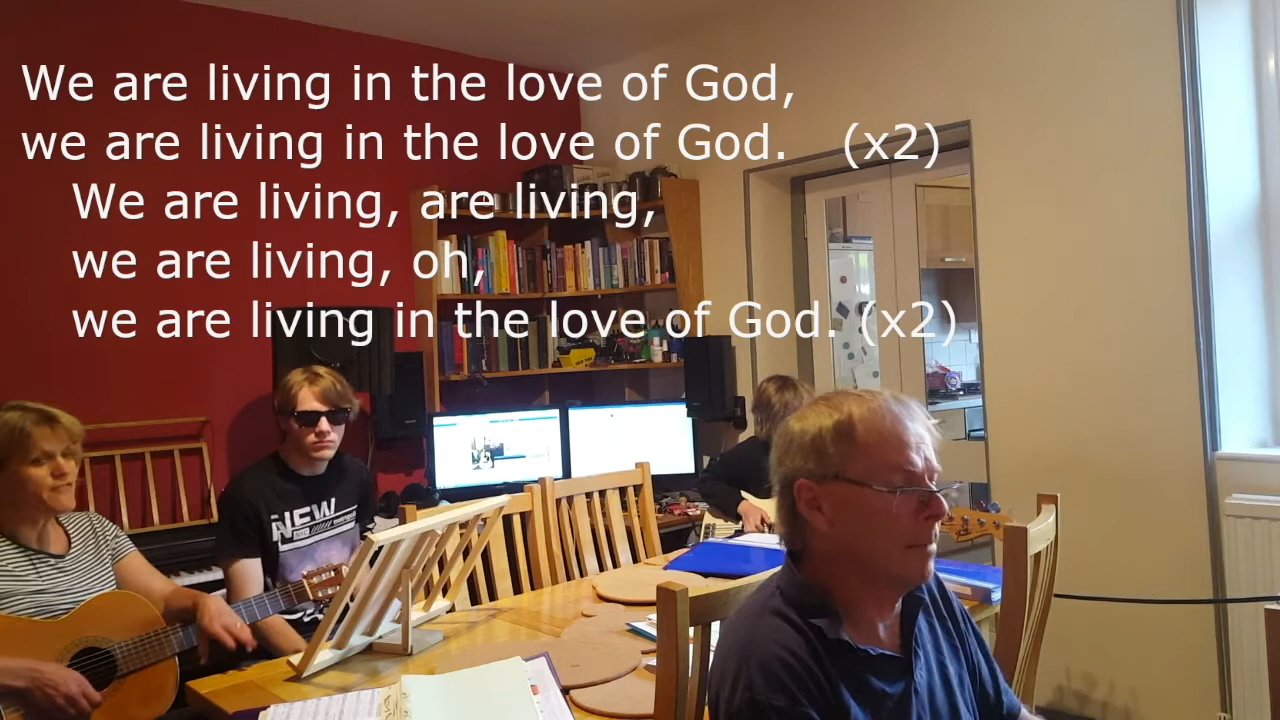 We are living in the love of God,
we are living in the love of God. (x2)
We are living, are living,
we are living, oh,
we are living in the love of God. (x2)
NEW